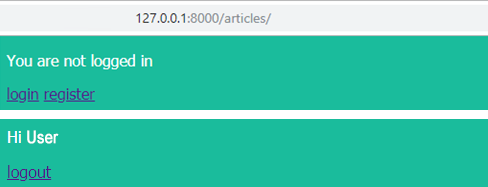 127.0.0.1:8000/articles/
You are not logged in
login register
Hi User
logout